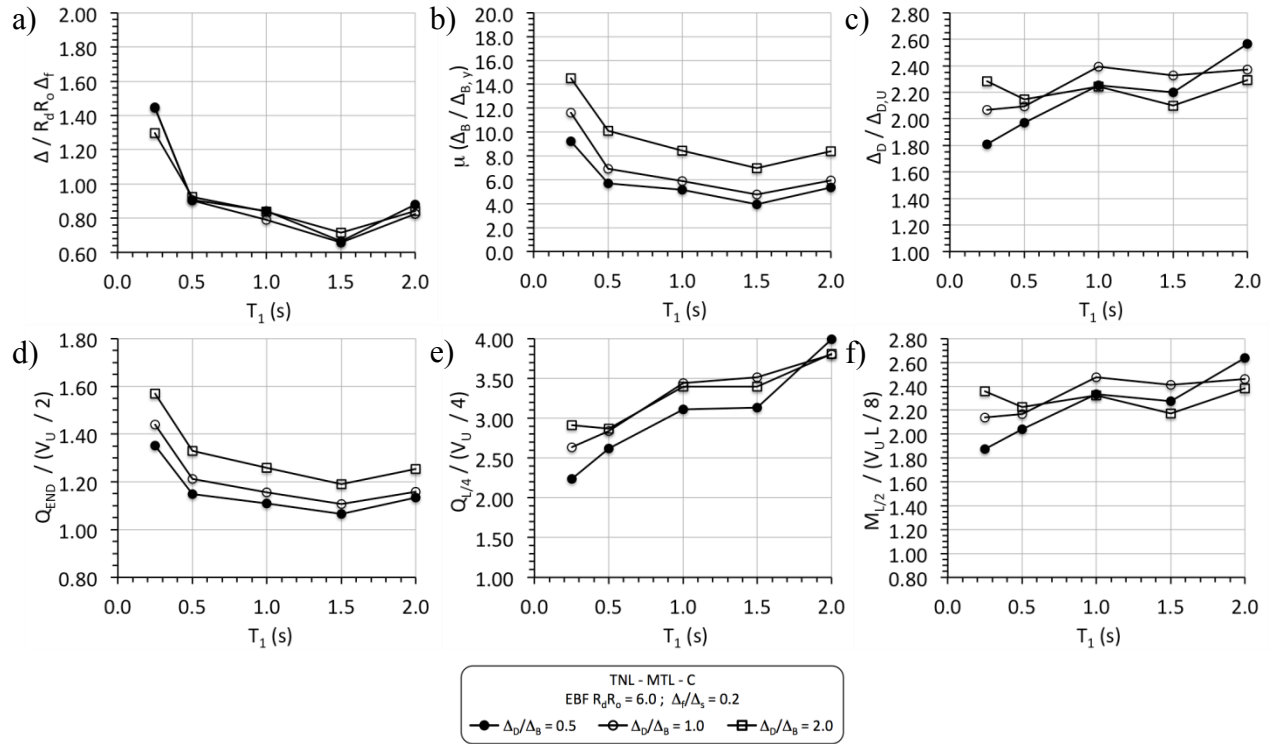 a)
2.00
1.80
1.60
1.40
1.20
1.00
0.80
0.60
Δ / R_d R_o Δ_f
0.0 0.5 1.0 1.5 2.0
T_1 (s)
b)
20.0
18.0
16.0
14.0
12.0
10.0
8.0
6.0
4.0
2.0
0.0
μ (Δ_B / Δ_B,y)
0.0 0.5 1.0 1.5 2.0
T_1 (s)
c)
2.80
2.60
2.40
2.20
2.00
1.80
1.60
1.40
1.20
1.00
Δ_D / Δ_D,U
0.0 0.5 1.0 1.5 2.0
T_1 (s)
d)
1.80
1.60
1.40
1.20
1.00
0.80
Q_END / (V_U / 2)
0.0 0.5 1.0 1.5 2.0
T_1 (s)
e)
4.00
3.50
3.00
2.50
2.00
1.50
1.00
Q_L/4 / (V_U / 4)
0.0 0.5 1.0 1.5 2.0
T_1 (s)
f)
2.80
2.60
2.40
2.20
2.00
1.80
1.60
1.40
1.20
1.00
0.80
M_L/2 / (V_U L / 8)
0.0 0.5 1.0 1.5 2.0
T_1 (s)
TNL - MTL - C
EBF R_dR_o = 6.0 ; Δ_f/Δ_s = 0.2
Δ_D/Δ_B = 0.5 Δ_D/Δ_B = 1.0 Δ_D/Δ_B = 2.0